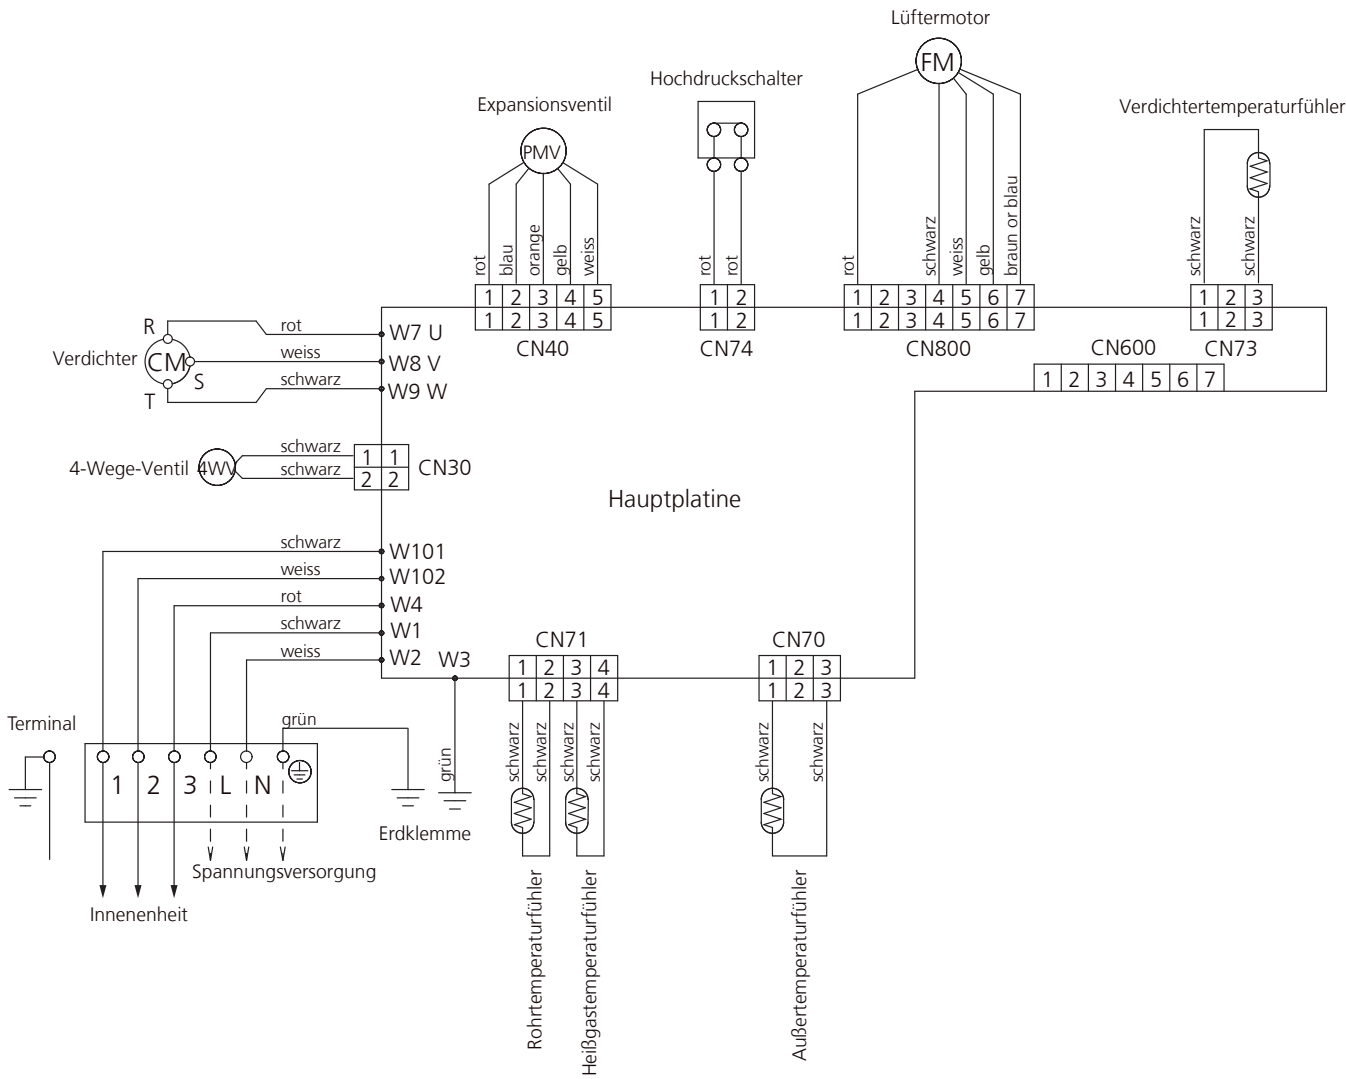 Lüftermotor
FM
Hochdruckschalter
Expansionsventil
PMV
Verdichtertemperaturfühler
rot
blau
orange
gelb
weiss
rot
rot
rot
schwarz
weiss
gelb
braun or blau
schwarz
schwarz
1 2 3 4 5
1 2 3 4 5
CN40
1 2
1 2
CN74
1 2 3 4 5 6 7
1 2 3 4 5 6 7
CN800
1 2 3
1 2 3
CN73
CN600
1 2 3 4 5 6 7
Verdichter
CM
R
S
T
rot
W7 U
weiss
W8 V
schwarz
W9 W
4-Wege-Ventil
4WV
schwarz
schwarz
1 1
2 2
CN30
Hauptplatine
schwarz
W101
weiss
W102
rot
W4
schwarz
W1
weiss
W2
W3
CN71
1 2 3 4
1 2 3 4
CN70
1 2 3
1 2 3
Terminal
grün
grün
schwarz
schwarz
schwarz
schwarz
schwarz
schwarz
1 2 3 L N
Erdklemme
Spannungsversorgung
Innenenheit
Rohrtemperaturfühler
Heißgastemperaturfühler
Außertemperaturfühler